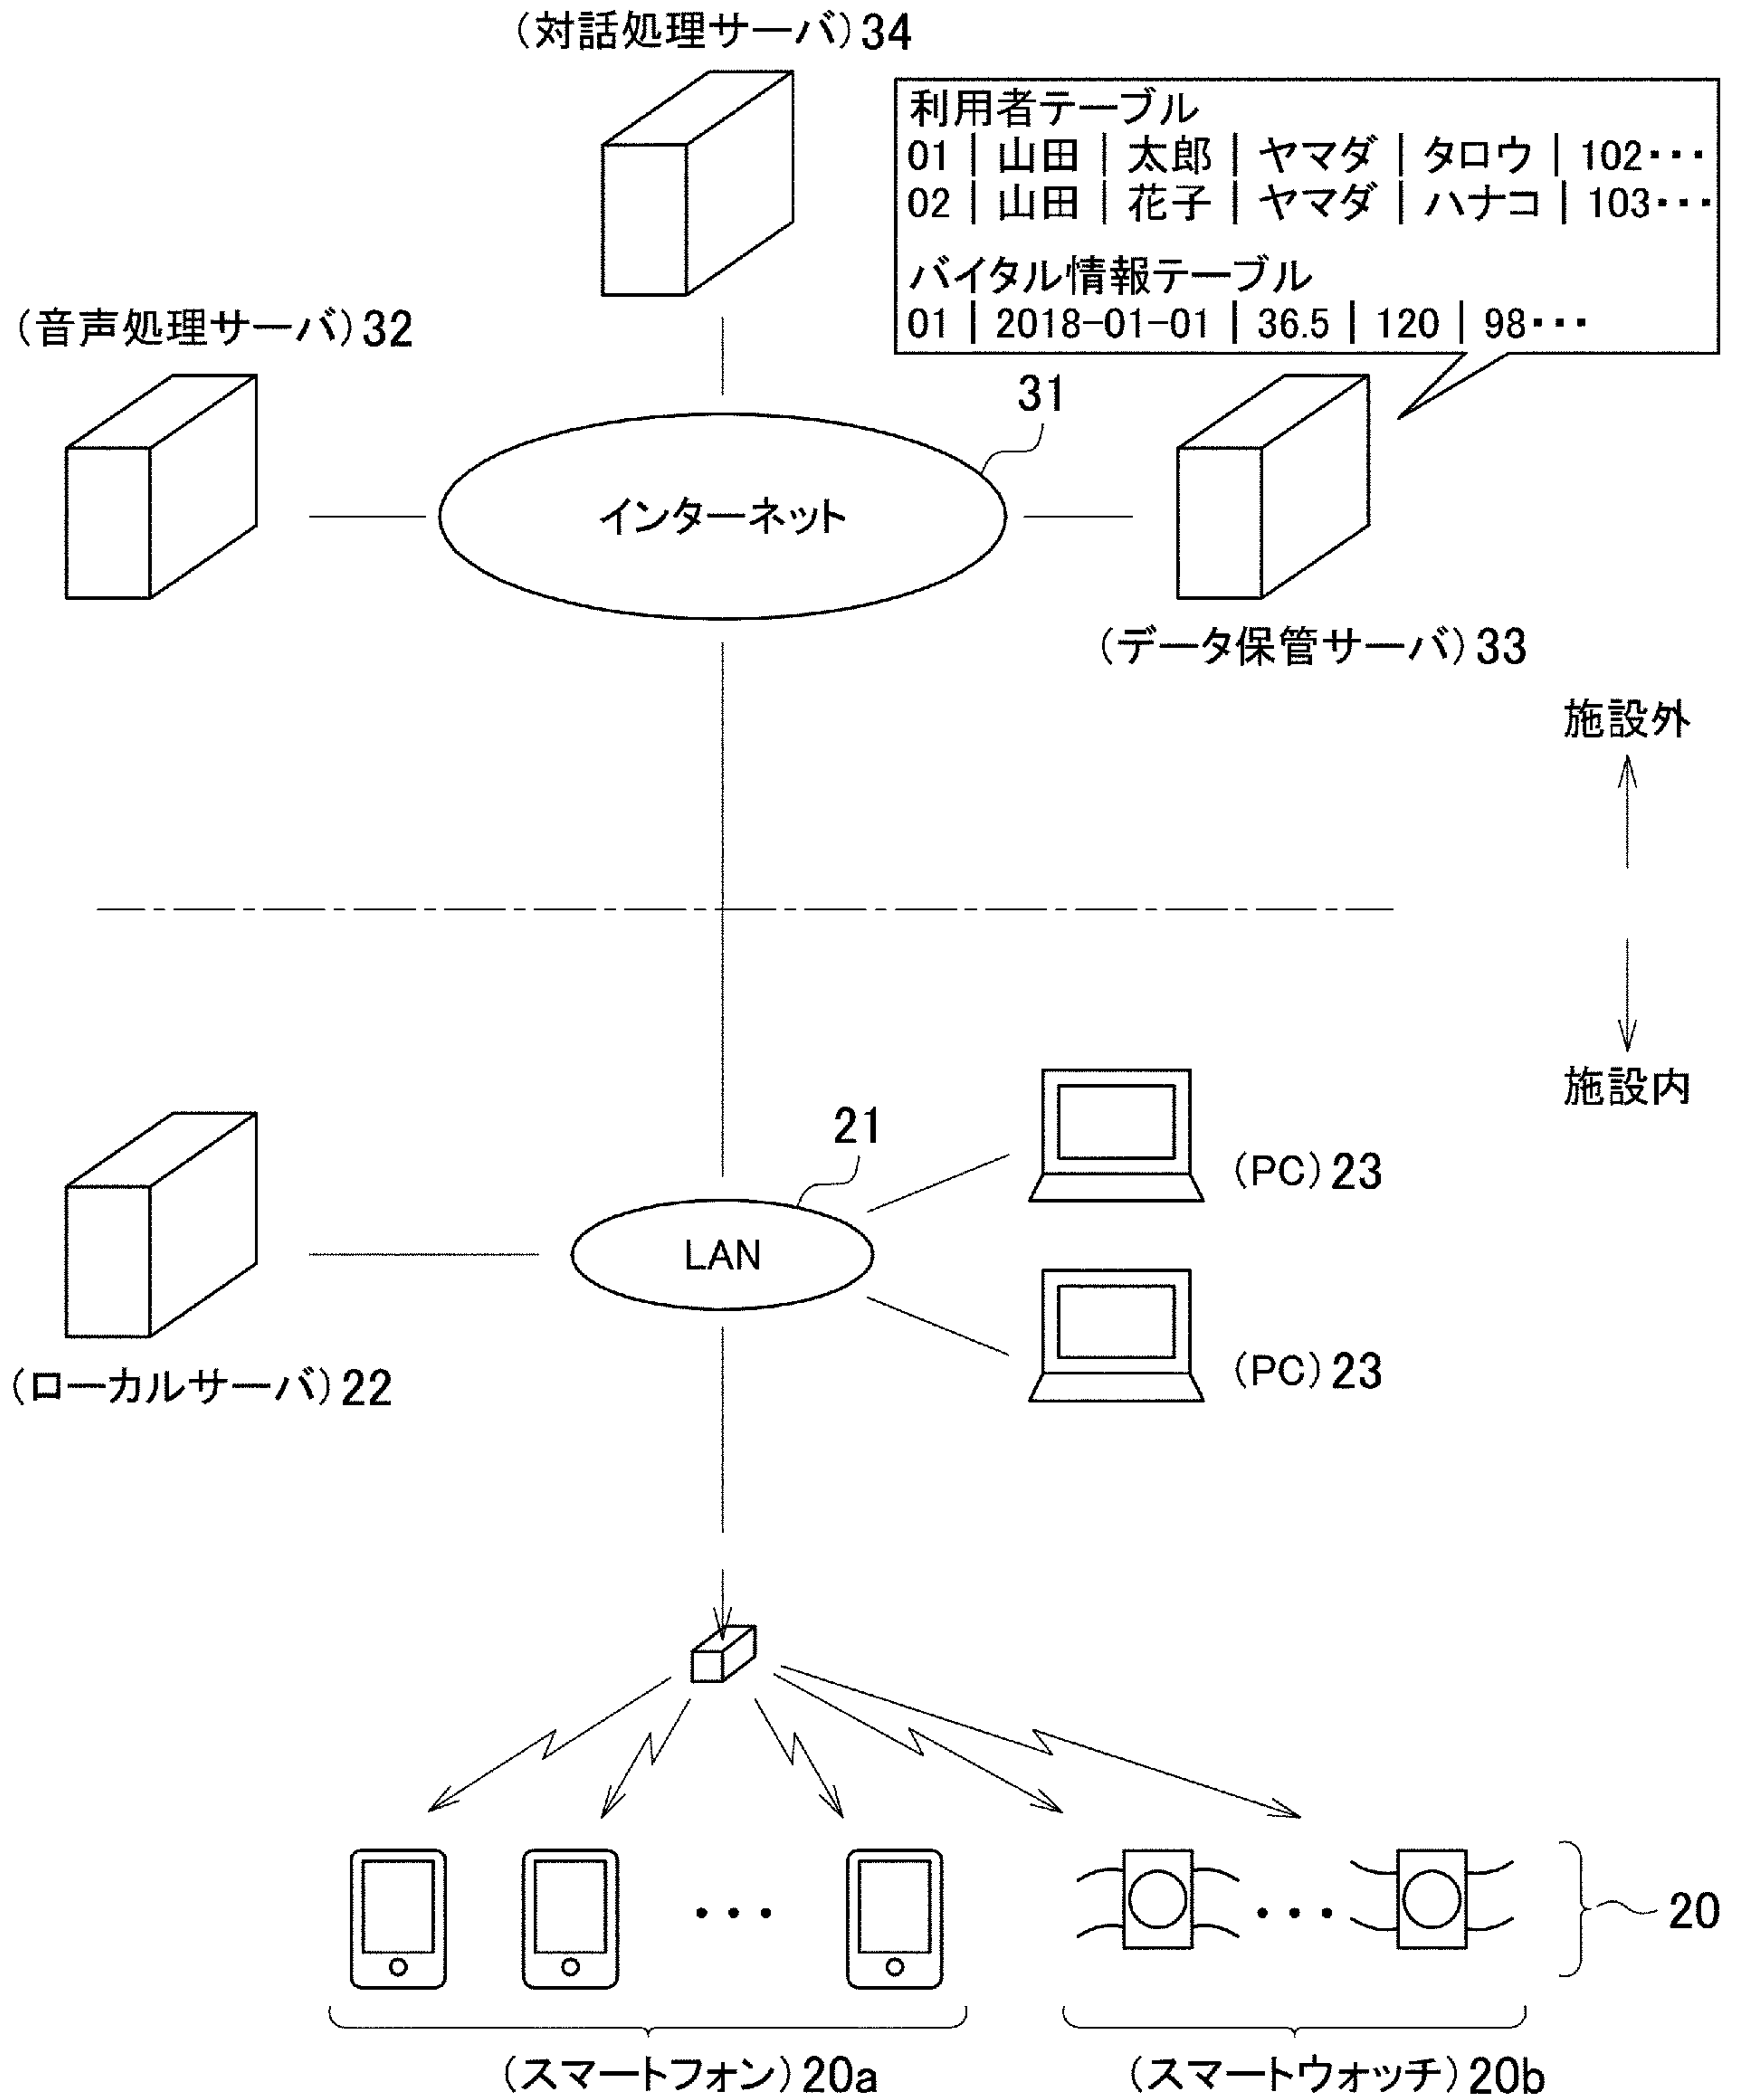 (対話処理サーバ)34
利用者テーブル
01 | 山田 | 太郎 | ヤマダ | タロウ | 102･･･
02 | 山田 | 花子 | ヤマダ | ハナコ | 103･･･
バイタル情報テーブル
01 | 2018-01-01 | 36.5 | 120 | 98･･･
(音声処理サーバ)32
31
インターネット
(データ保管サーバ)33
施設外
施設内
21
(PC)23
LAN
(PC)23
(ローカルサーバ)22
20
(スマートフォン)20a
(スマートウォッチ)20b